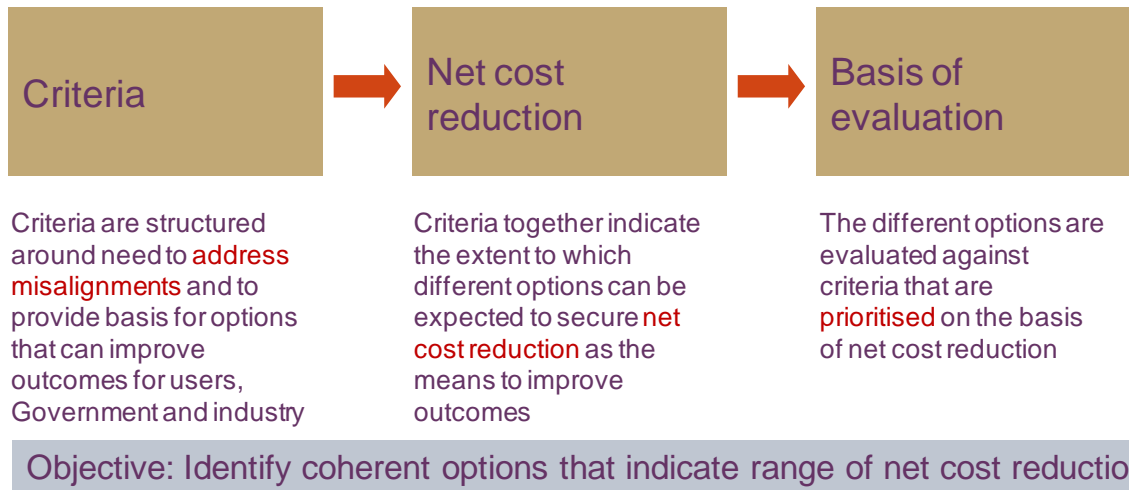 Criteria
Net cost
reduction
Basis of
evaluation
Criteria are structured
around need to address
misalignments and to
provide basis for options
that can improve
outcomes for users,
Government and industry
Criteria together indicate
the extent to which
different options can be
expected to secure net
cost reduction as the
means to improve
outcomes
The different options are
evaluated against
criteria that are
prioritised on the basis
of net cost reduction
Objective: Identify coherent options that indicate range of net cost reductio